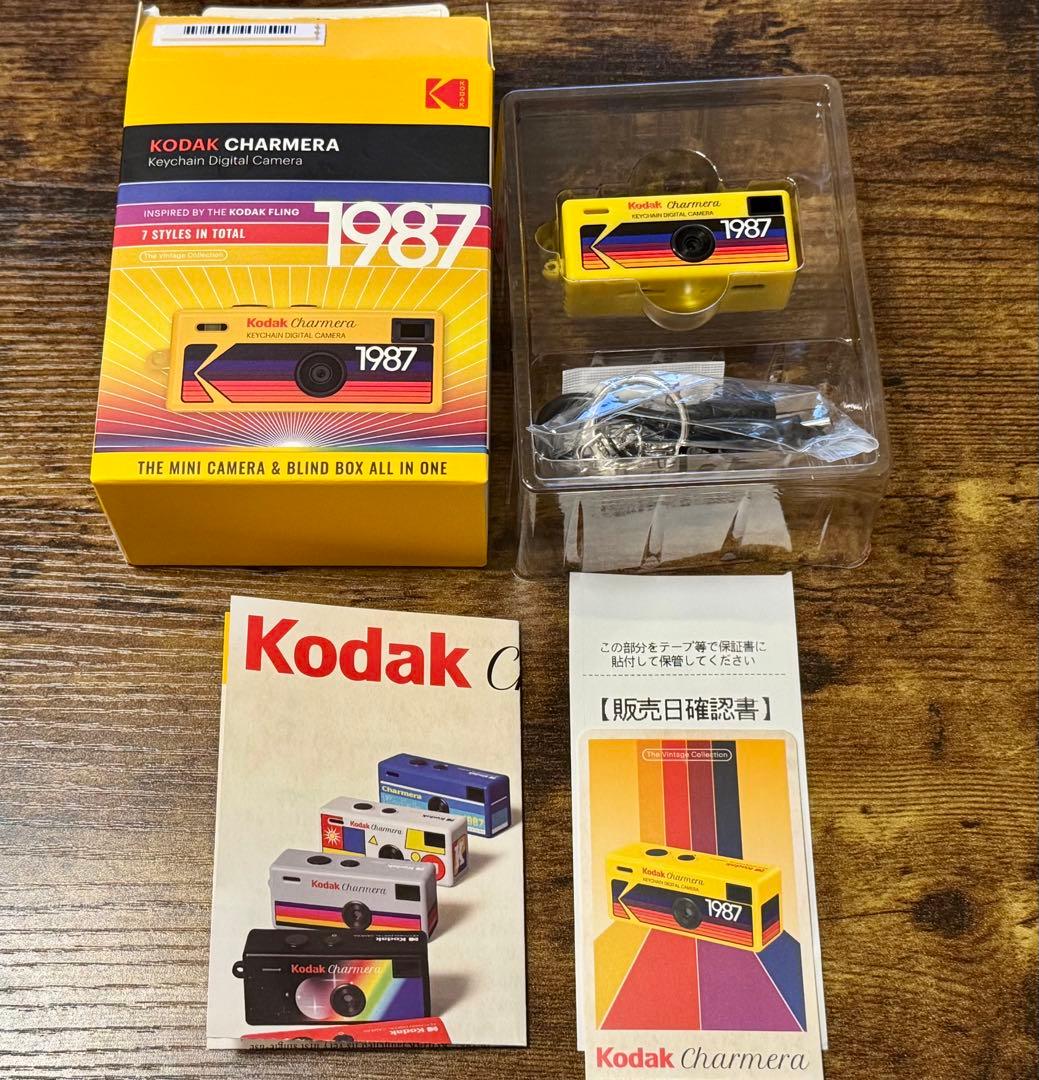 KODAK
KODAK CHARMERA
Keychain Digital Camera
INSPIRED BY THE KODAK FLING
7 STYLES IN TOTAL
1987
The Vintage Collection
Kodak Charmera
KEYCHAIN DIGITAL CAMERA
1987
THE MINI CAMERA & BLIND BOX ALL IN ONE
Kodak Charmera
KEYCHAIN DIGITAL CAMERA
1987
Kodak C
Charmera
Kodak Charmera
Kodak Charmera
Kodak
Kodak Charmera
この部分をテープ等で保証書に
貼付して保管してください
【販売日確認書】
The Vintage Collection
Kodak Charmera
KEYCHAIN DIGITAL CAMERA
1987
Kodak Charmera